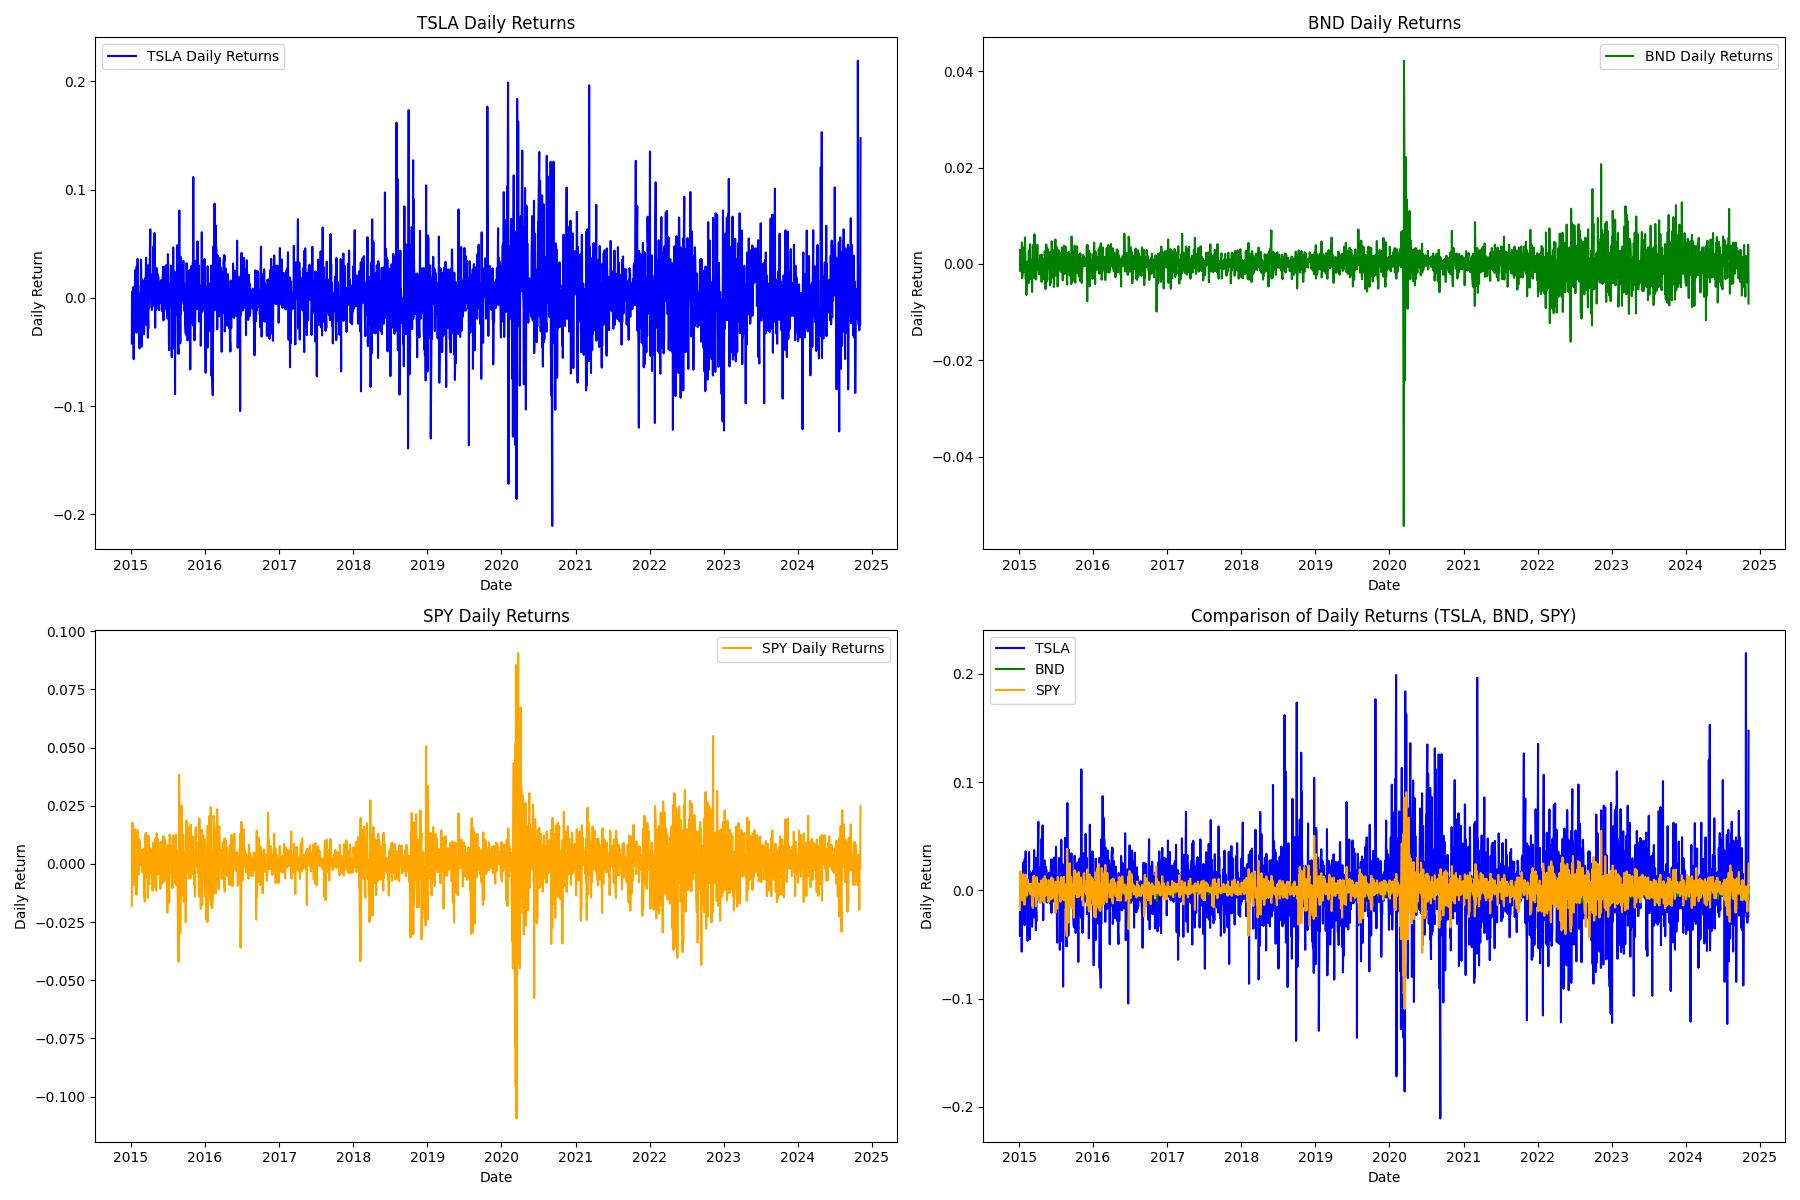 TSLA Daily Returns
TSLA Daily Returns
0.2
0.1
0.0
−0.1
−0.2
Daily Return
2015 2016 2017 2018 2019 2020 2021 2022 2023 2024 2025
Date
BND Daily Returns
BND Daily Returns
0.04
0.02
0.00
−0.02
−0.04
Daily Return
2015 2016 2017 2018 2019 2020 2021 2022 2023 2024 2025
Date
SPY Daily Returns
SPY Daily Returns
0.100
0.075
0.050
0.025
0.000
−0.025
−0.050
−0.075
−0.100
Daily Return
2015 2016 2017 2018 2019 2020 2021 2022 2023 2024 2025
Date
Comparison of Daily Returns (TSLA, BND, SPY)
TSLA
BND
SPY
0.2
0.1
0.0
−0.1
−0.2
Daily Return
2015 2016 2017 2018 2019 2020 2021 2022 2023 2024 2025
Date